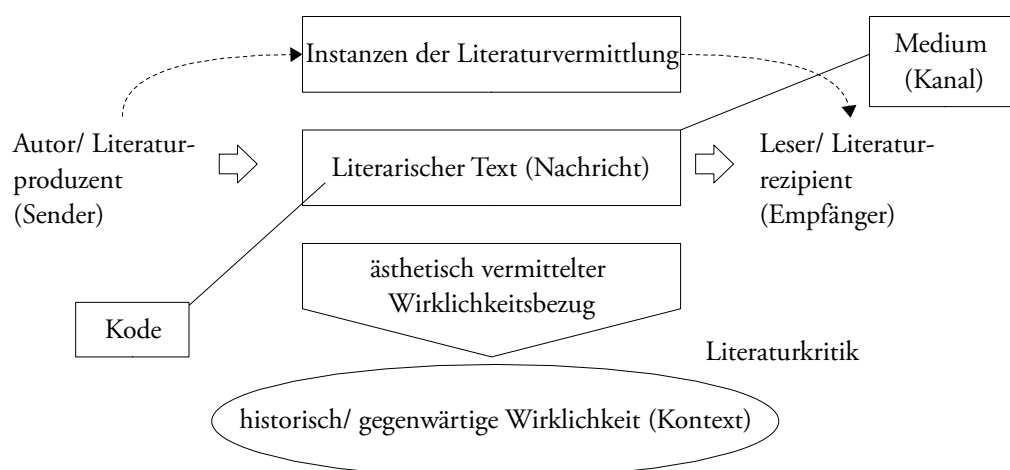 Instanzen der Literaturvermittlung
Medium
(Kanal)
Autor/ Literatur-
produzent
(Sender)
Literarischer Text (Nachricht)
Leser/ Literatur-
rezipient
(Empfänger)
ästhetisch vermittelter
Wirklichkeitsbezug
Kode
Literaturkritik
historisch/ gegenwärtige Wirklichkeit (Kontext)